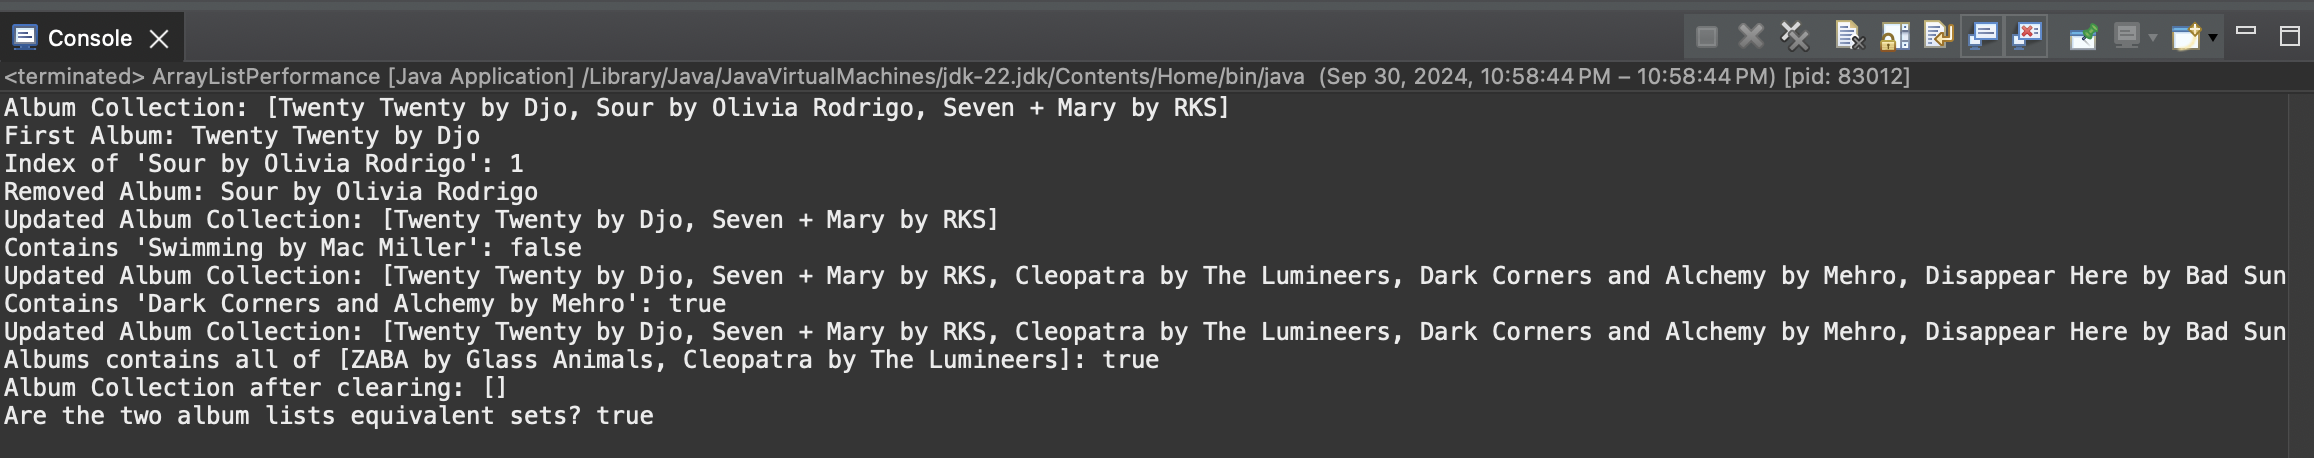 Console
<terminated> ArrayListPerformance [Java Application] /Library/Java/JavaVirtualMachines/jdk-22.jdk/Contents/Home/bin/java (Sep 30, 2024, 10:58:44 PM – 10:58:44 PM) [pid: 83012]
Album Collection: [Twenty Twenty by Djo, Sour by Olivia Rodrigo, Seven + Mary by RKS]
First Album: Twenty Twenty by Djo
Index of 'Sour by Olivia Rodrigo': 1
Removed Album: Sour by Olivia Rodrigo
Updated Album Collection: [Twenty Twenty by Djo, Seven + Mary by RKS]
Contains 'Swimming by Mac Miller': false
Updated Album Collection: [Twenty Twenty by Djo, Seven + Mary by RKS, Cleopatra by The Lumineers, Dark Corners and Alchemy by Mehro, Disappear Here by Bad Sun
Contains 'Dark Corners and Alchemy by Mehro': true
Updated Album Collection: [Twenty Twenty by Djo, Seven + Mary by RKS, Cleopatra by The Lumineers, Dark Corners and Alchemy by Mehro, Disappear Here by Bad Sun
Albums contains all of [ZABA by Glass Animals, Cleopatra by The Lumineers]: true
Album Collection after clearing: []
Are the two album lists equivalent sets? true